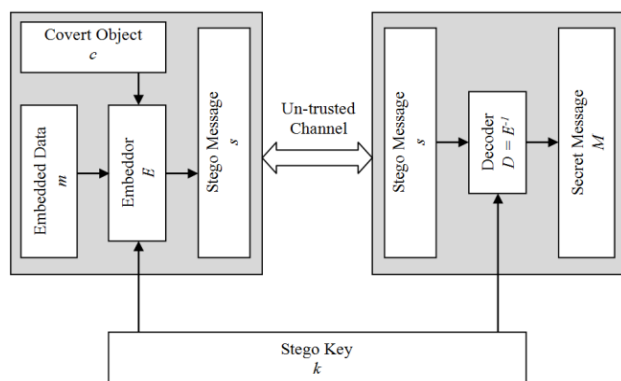 Covert Object
c
Embedded Data
m
Embeddor
E
Stego Message
s
Un-trusted
Channel
Stego Message
s
Decoder
D = E⁻¹
Secret Message
M
Stego Key
k